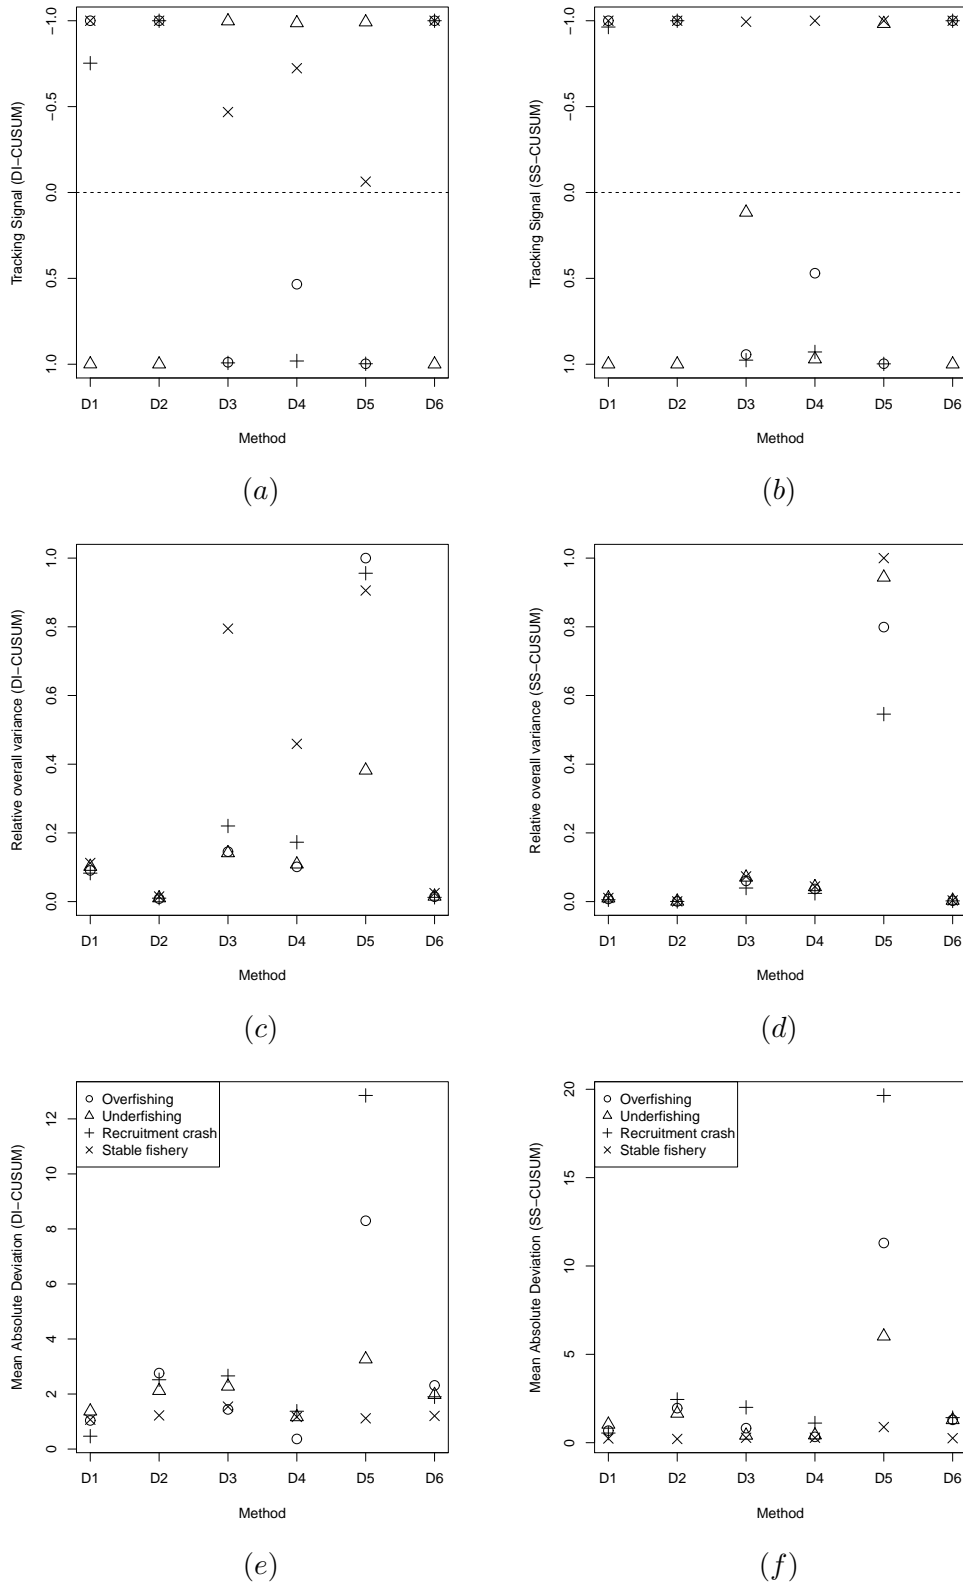 Tracking Signal (DI−CUSUM)
−1.0
−0.5
0.0
0.5
1.0
D1 D2 D3 D4 D5 D6
Method
(a)
Tracking Signal (SS−CUSUM)
−1.0
−0.5
0.0
0.5
1.0
D1 D2 D3 D4 D5 D6
Method
(b)
Relative overall variance (DI−CUSUM)
1.0
0.8
0.6
0.4
0.2
0.0
D1 D2 D3 D4 D5 D6
Method
(c)
Relative overall variance (SS−CUSUM)
1.0
0.8
0.6
0.4
0.2
0.0
D1 D2 D3 D4 D5 D6
Method
(d)
Mean Absolute Deviation (DI−CUSUM)
12
10
8
6
4
2
0
Overfishing
Underfishing
Recruitment crash
Stable fishery
D1 D2 D3 D4 D5 D6
Method
(e)
Mean Absolute Deviation (SS−CUSUM)
20
15
10
5
0
Overfishing
Underfishing
Recruitment crash
Stable fishery
D1 D2 D3 D4 D5 D6
Method
(f)